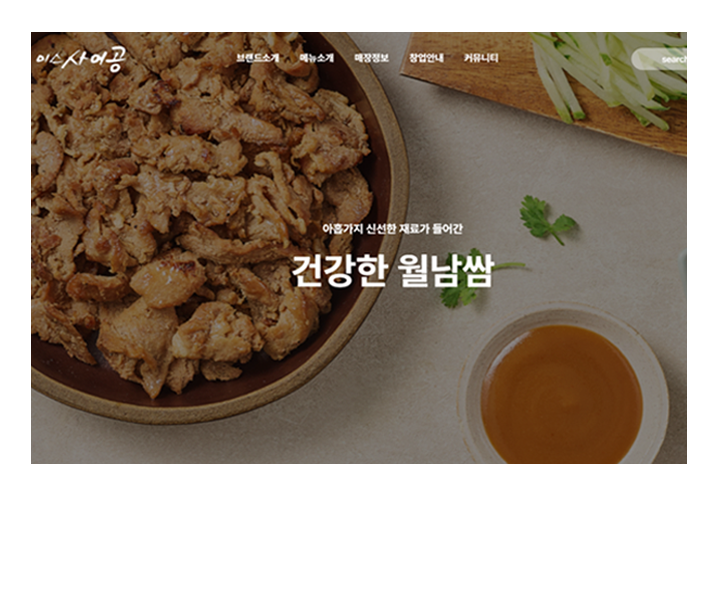 미스사이공
브랜드소개 메뉴소개 매장정보 창업안내 커뮤니티 search
아홉가지 신선한 재료가 들어간
건강한 월남쌈